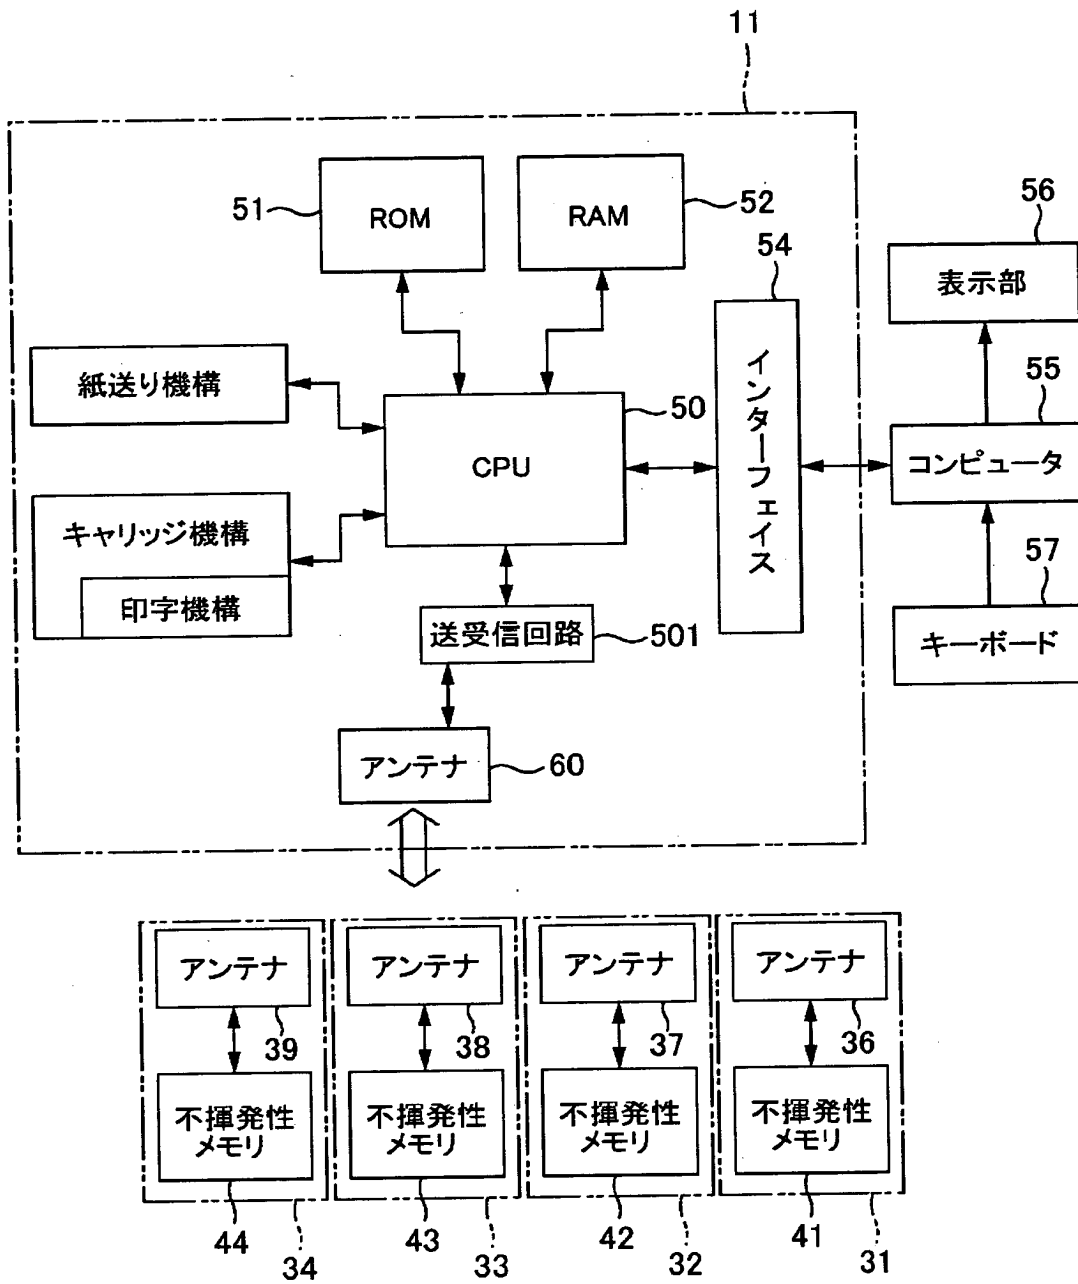 11
51
ROM
RAM
52
54
56
表示部
紙送り機構
50
CPU
インターフェイス
55
コンピュータ
キャリッジ機構
印字機構
送受信回路
501
57
キーボード
アンテナ
60
アンテナ
アンテナ
アンテナ
アンテナ
39
38
37
36
不揮発性
メモリ
不揮発性
メモリ
不揮発性
メモリ
不揮発性
メモリ
44
34
43
33
42
32
41
31